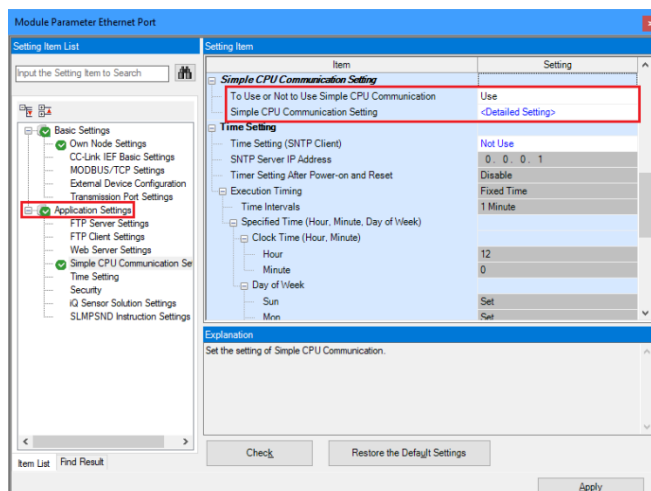 Module Parameter Ethernet Port
Setting Item List
Input the Setting Item to Search
Basic Settings
Own Node Settings
CC-Link IEF Basic Settings
MODBUS/TCP Settings
External Device Configuration
Transmission Port Settings
Application Settings
FTP Server Settings
FTP Client Settings
Web Server Settings
Simple CPU Communication Se
Time Setting
Security
iQ Sensor Solution Settings
SLMPSND Instruction Settings
Item List Find Result
Setting Item
Item Setting
Simple CPU Communication Setting
To Use or Not to Use Simple CPU Communication Use
Simple CPU Communication Setting <Detailed Setting>
Time Setting
Time Setting (SNTP Client) Not Use
SNTP Server IP Address 0 . 0 . 0 . 1
Timer Setting After Power-on and Reset Disable
Execution Timing Fixed Time
Time Intervals 1 Minute
Specified Time (Hour, Minute, Day of Week)
Clock Time (Hour, Minute)
Hour 12
Minute 0
Day of Week
Sun Set
Mon Set
Explanation
Set the setting of Simple CPU Communication.
Check Restore the Default Settings
Apply